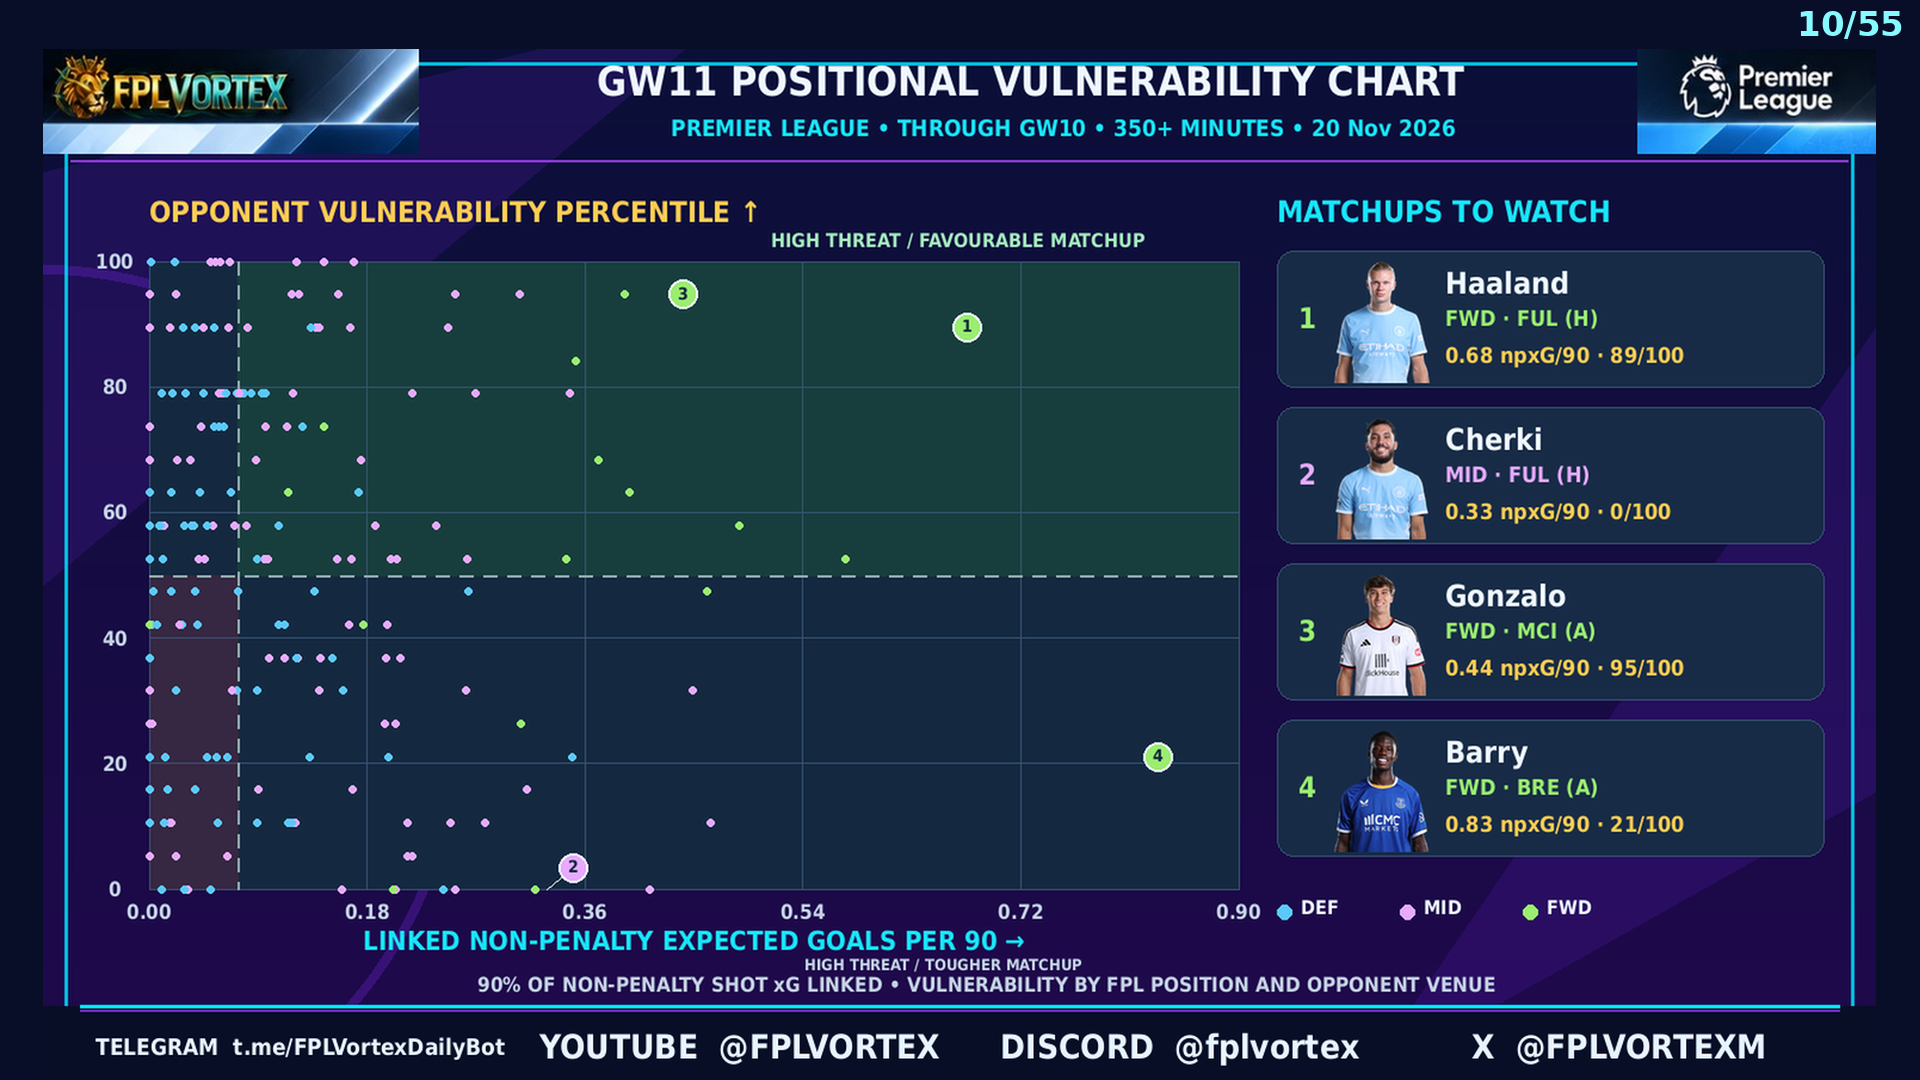 10/55
FPLVORTEX
GW11 POSITIONAL VULNERABILITY CHART
PREMIER LEAGUE • THROUGH GW10 • 350+ MINUTES • 20 Nov 2026
Premier
League
OPPONENT VULNERABILITY PERCENTILE ↑
HIGH THREAT / FAVOURABLE MATCHUP
100
80
60
40
20
0
3
1
4
2
0.00
0.18
0.36
0.54
0.72
0.90
LINKED NON-PENALTY EXPECTED GOALS PER 90 →
HIGH THREAT / TOUGHER MATCHUP
90% OF NON-PENALTY SHOT xG LINKED • VULNERABILITY BY FPL POSITION AND OPPONENT VENUE
MATCHUPS TO WATCH
1
Haaland
FWD · FUL (H)
0.68 npxG/90 · 89/100
ETIHAD
AIRWAYS
2
Cherki
MID · FUL (H)
0.33 npxG/90 · 0/100
ETIHAD
AIRWAYS
3
Gonzalo
FWD · MCI (A)
0.44 npxG/90 · 95/100
4
Barry
FWD · BRE (A)
0.83 npxG/90 · 21/100
CMC
MARKETS
DEF
MID
FWD
TELEGRAM t.me/FPLVortexDailyBot
YOUTUBE @FPLVORTEX
DISCORD @fplvortex
X @FPLVORTEXM